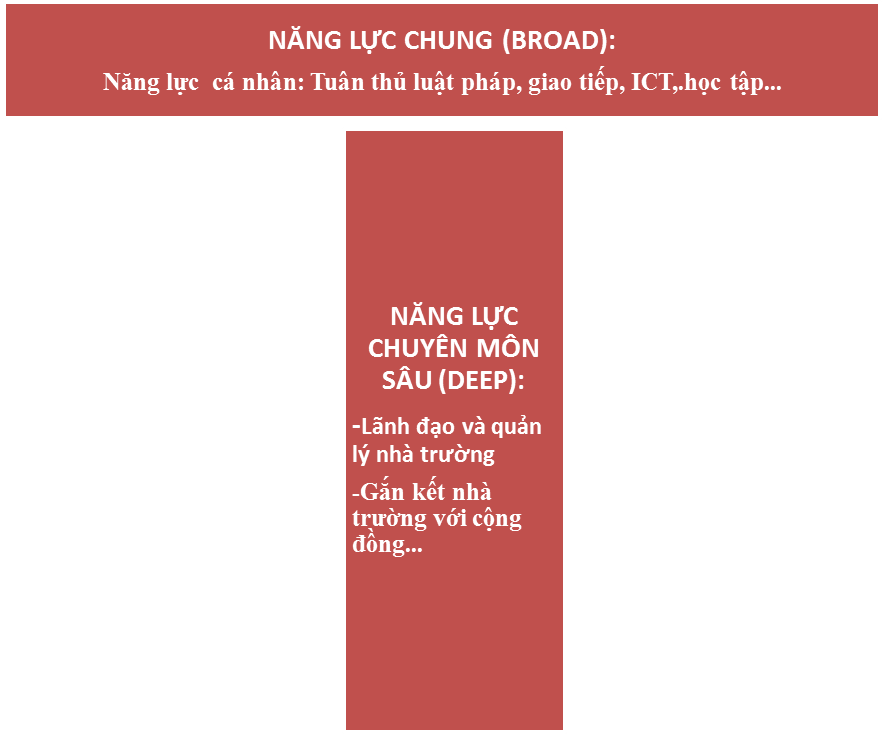 NĂNG LỰC CHUNG (BROAD):
Năng lực  cá nhân: Tuân thủ luật pháp, giao tiếp, ICT,.học tập...
NĂNG LỰC
CHUYÊN MÔN
SÂU (DEEP):
-Lãnh đạo và quản
lý nhà trường
-Gắn kết nhà
trường với cộng
đồng...